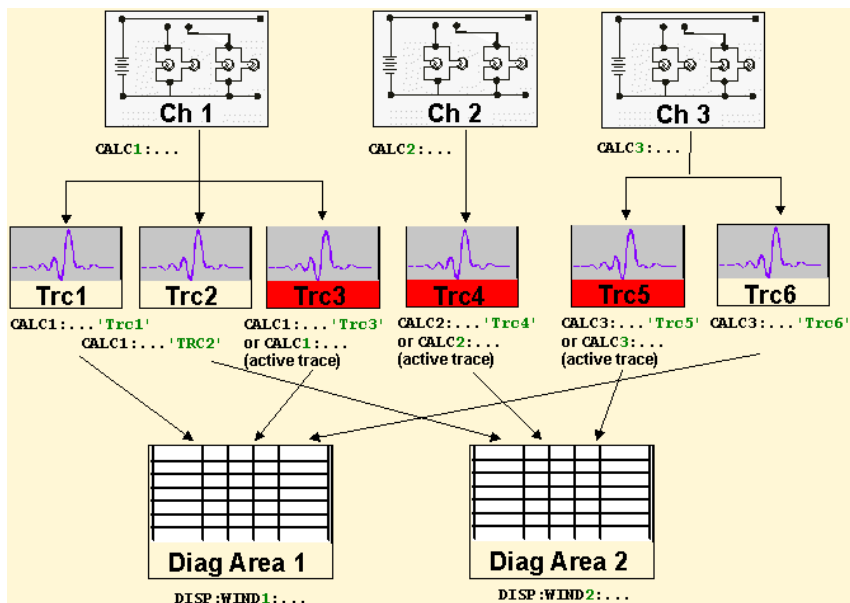 Ch 1
Ch 2
Ch 3
CALC1:...
CALC2:...
CALC3:...
Trc1
Trc2
Trc3
Trc4
Trc5
Trc6
CALC1:...'Trc1'
CALC1:...'TRC2'
CALC1:...'Trc3'
or CALC1:...
(active trace)
CALC2:...'Trc4'
or CALC2:...
(active trace)
CALC3:...'Trc5'
or CALC3:...
(active trace)
CALC3:...'Trc6'
Diag Area 1
Diag Area 2
DISP:WIND1:...
DISP:WIND2:...